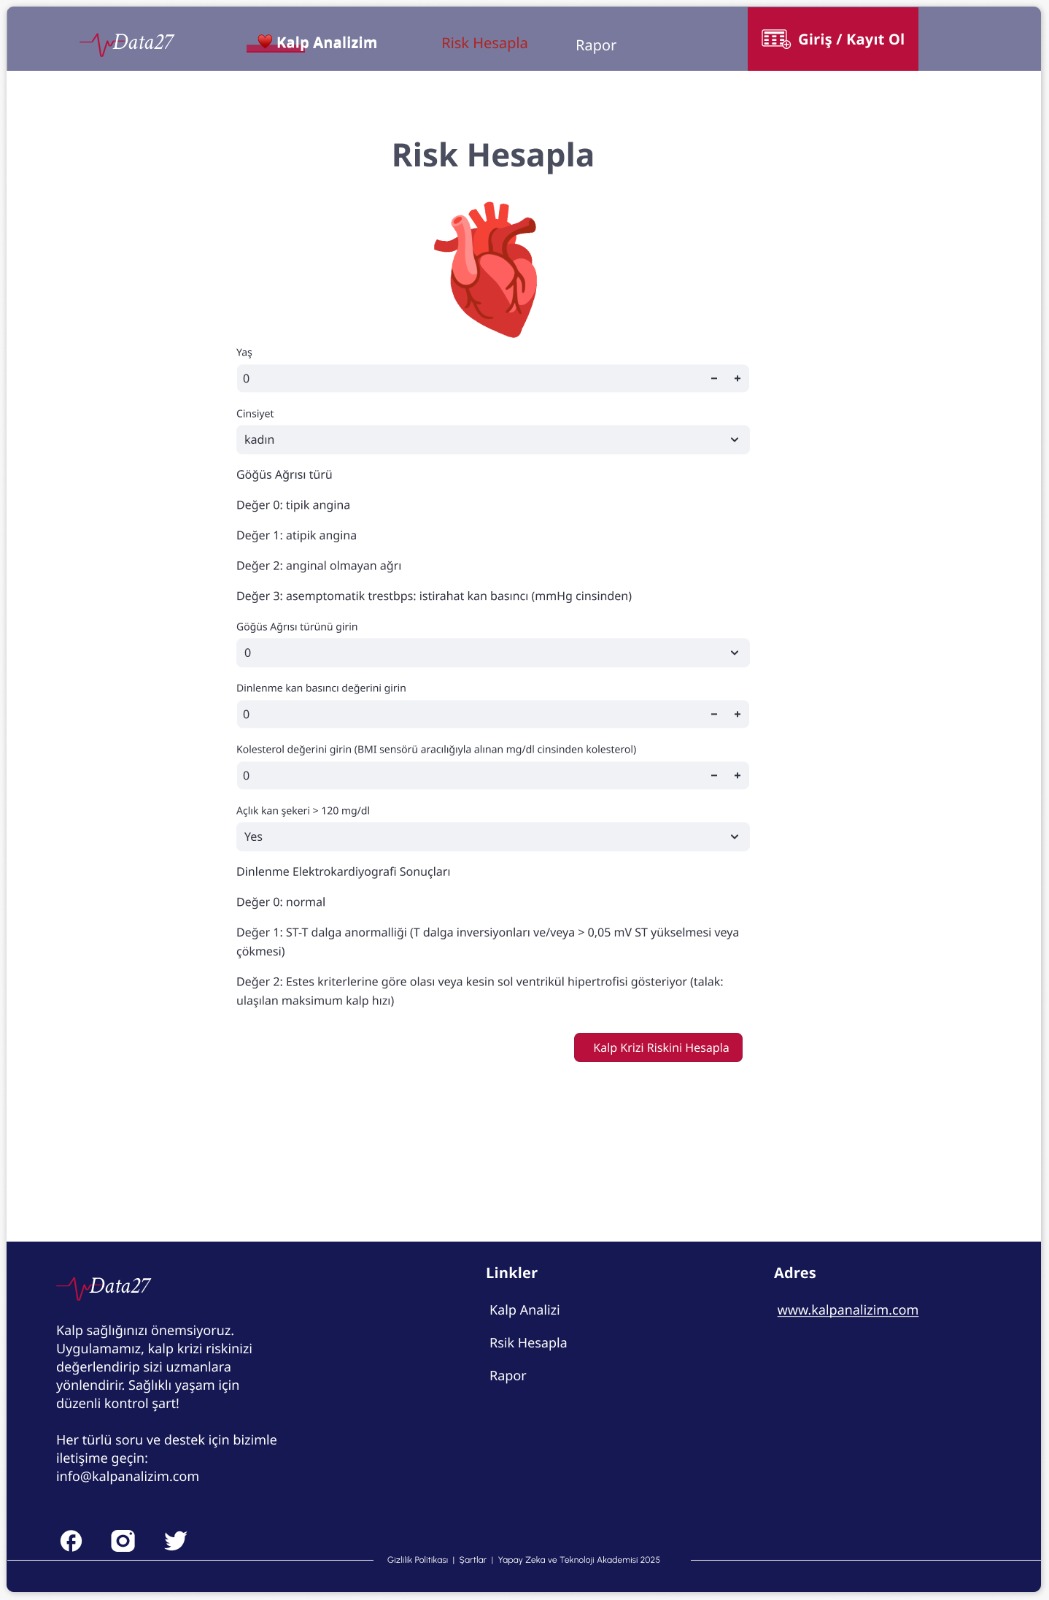 Data27
Kalp Analizim
Risk Hesapla
Rapor
Giriş / Kayıt Ol
Risk Hesapla
Yaş
0
Cinsiyet
kadın
Göğüs Ağrısı türü
Değer 0: tipik angina
Değer 1: atipik angina
Değer 2: anginal olmayan ağrı
Değer 3: asemptomatik trestbps: istirahat kan basıncı (mmHg cinsinden)
Göğüs Ağrısı türünü girin
0
Dinlenme kan basıncı değerini girin
0
Kolesterol değerini girin (BMI sensörü aracılığıyla alınan mg/dl cinsinden kolesterol)
0
Açlık kan şekeri > 120 mg/dl
Yes
Dinlenme Elektrokardiyografi Sonuçları
Değer 0: normal
Değer 1: ST-T dalga anormalliği (T dalga inversiyonları ve/veya > 0,05 mV ST yükselmesi veya
çökmesi)
Değer 2: Estes kriterlerine göre olası veya kesin sol ventrikül hipertrofisi gösteriyor (talak:
ulaşılan maksimum kalp hızı)
Kalp Krizi Riskini Hesapla
Data27
Kalp sağlığınızı önemsiyoruz.
Uygulamamız, kalp krizi riskinizi
değerlendirip sizi uzmanlara
yönlendirir. Sağlıklı yaşam için
düzenli kontrol şart!
Her türlü soru ve destek için bizimle
iletişime geçin:
info@kalpanalizim.com
Linkler
Kalp Analizi
Rsik Hesapla
Rapor
Adres
www.kalpanalizim.com
Gizlilik Politikası | Şartlar | Yapay Zeka ve Teknoloji Akademisi 2025